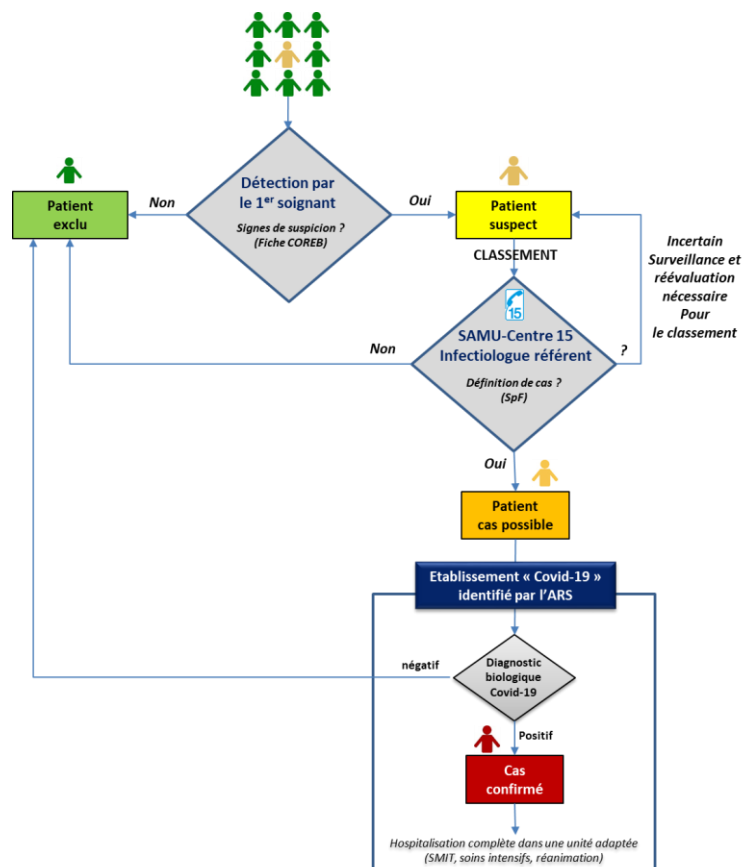 Détection par
le 1er soignant
Signes de suspicion ?
(Fiche COREB)
Non
Oui
Patient
exclu
Patient
suspect
CLASSEMENT
Incertain
Surveillance et
réévaluation
nécessaire
Pour
le classement
15
SAMU-Centre 15
Infectiologue référent
Définition de cas ?
(SpF)
Non
?
Oui
Patient
cas possible
Etablissement « Covid-19 »
identifié par l’ARS
Diagnostic
biologique
Covid-19
négatif
Positif
Cas
confirmé
Hospitalisation complète dans une unité adaptée
(SMIT, soins intensifs, réanimation)